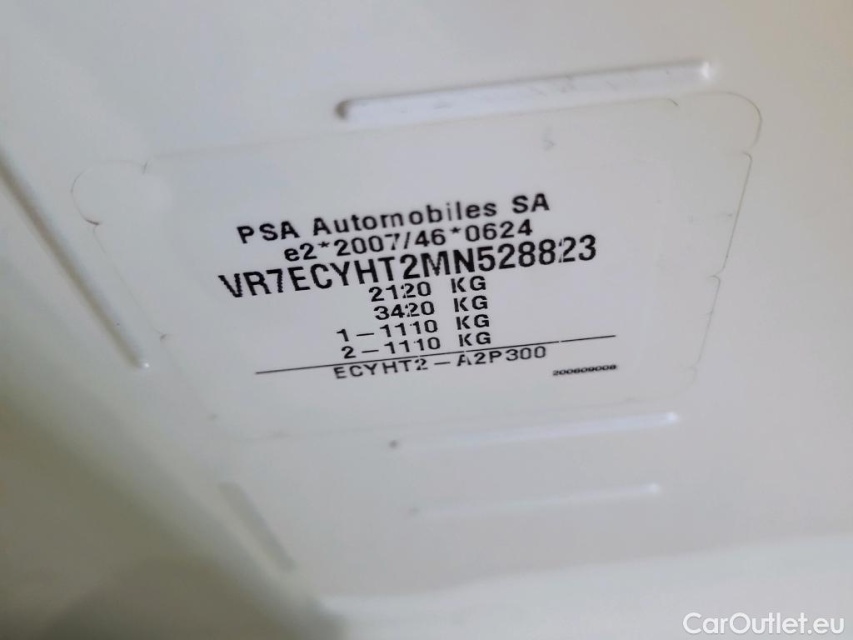 PSA Automobiles SA
e2*2007/46*0624
VR7ECYHT2MN528823
2120 KG
3420 KG
1-1110 KG
2-1110 KG
ECYHT2-A2P300
200609008
CarOutlet.eu